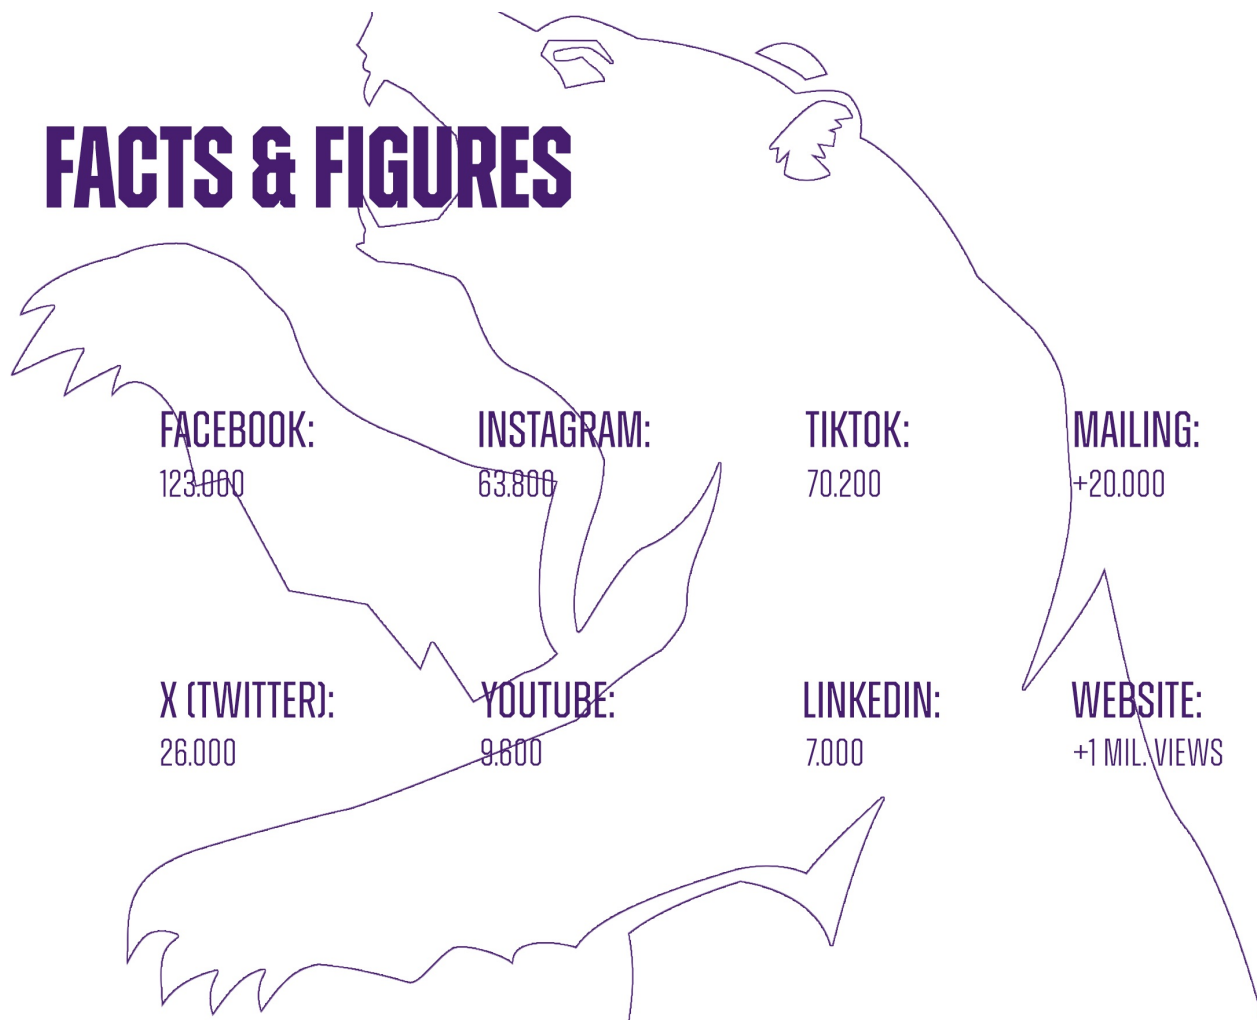 FACTS & FIGURES
FACEBOOK:
123.000
INSTAGRAM:
63.800
TIKTOK:
70.200
MAILING:
+20.000
X (TWITTER):
26.000
YOUTUBE:
9.600
LINKEDIN:
7.000
WEBSITE:
+1 MIL. VIEWS